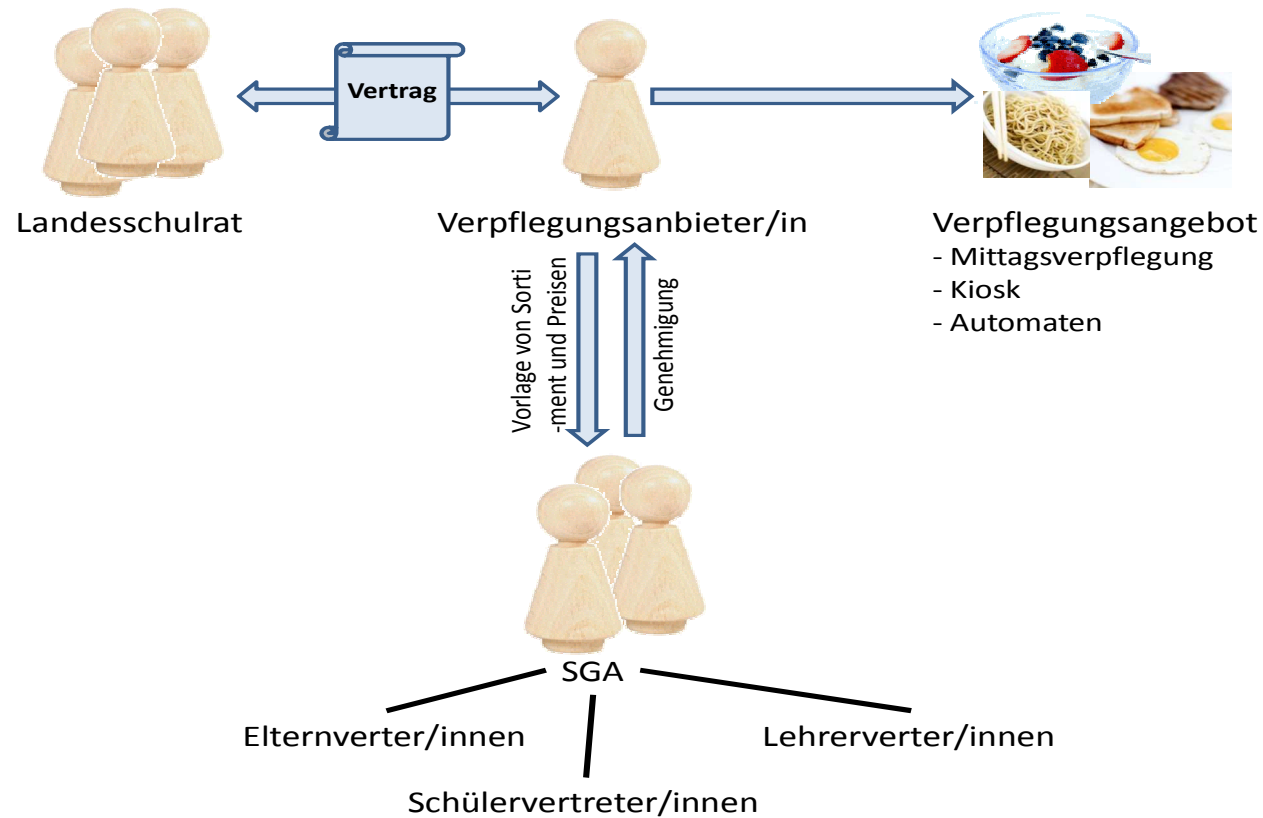 Vertrag
Landesschulrat
Verpflegungsanbieter/in
Verpflegungsangebot
- Mittagsverpflegung
- Kiosk
- Automaten
Vorlage von Sorti
-ment und Preisen
Genehmigung
SGA
Elternverter/innen
Lehrerverter/innen
Schülervertreter/innen